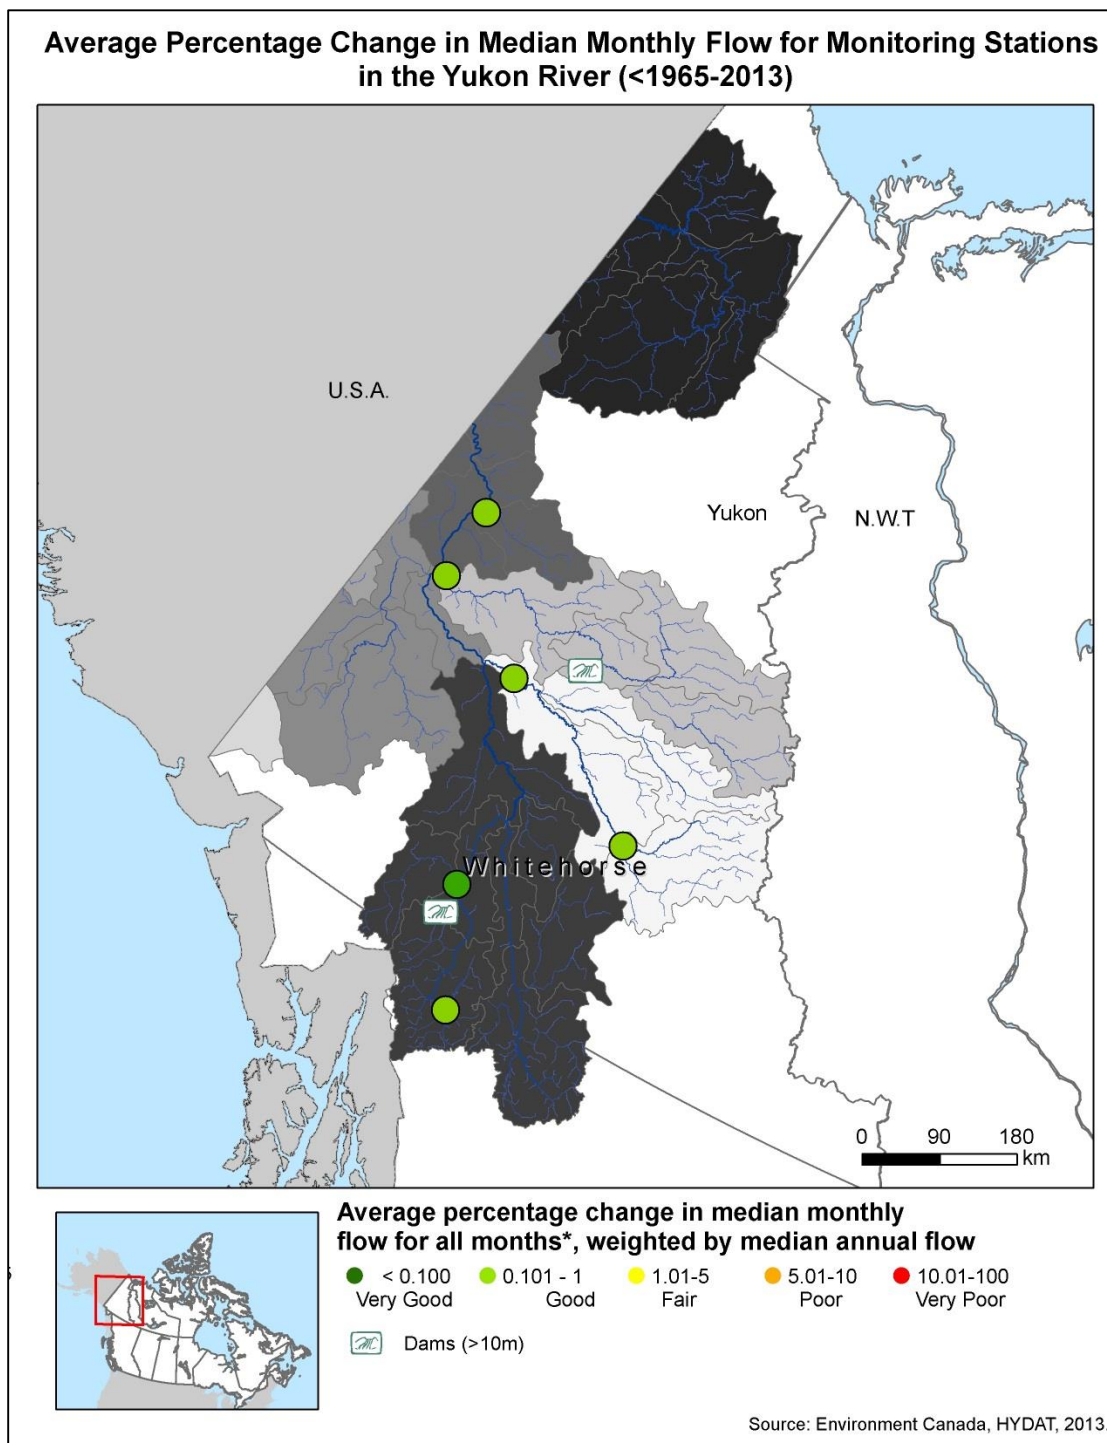 Average Percentage Change in Median Monthly Flow for Monitoring Stations
in the Yukon River (<1965-2013)
U.S.A.
Yukon
N.W.T
Whitehorse
0 90 180
km
Average percentage change in median monthly
flow for all months*, weighted by median annual flow
< 0.100 0.101 - 1 1.01-5 5.01-10 10.01-100
Very Good Good Fair Poor Very Poor
Dams (>10m)
Source: Environment Canada, HYDAT, 2013.